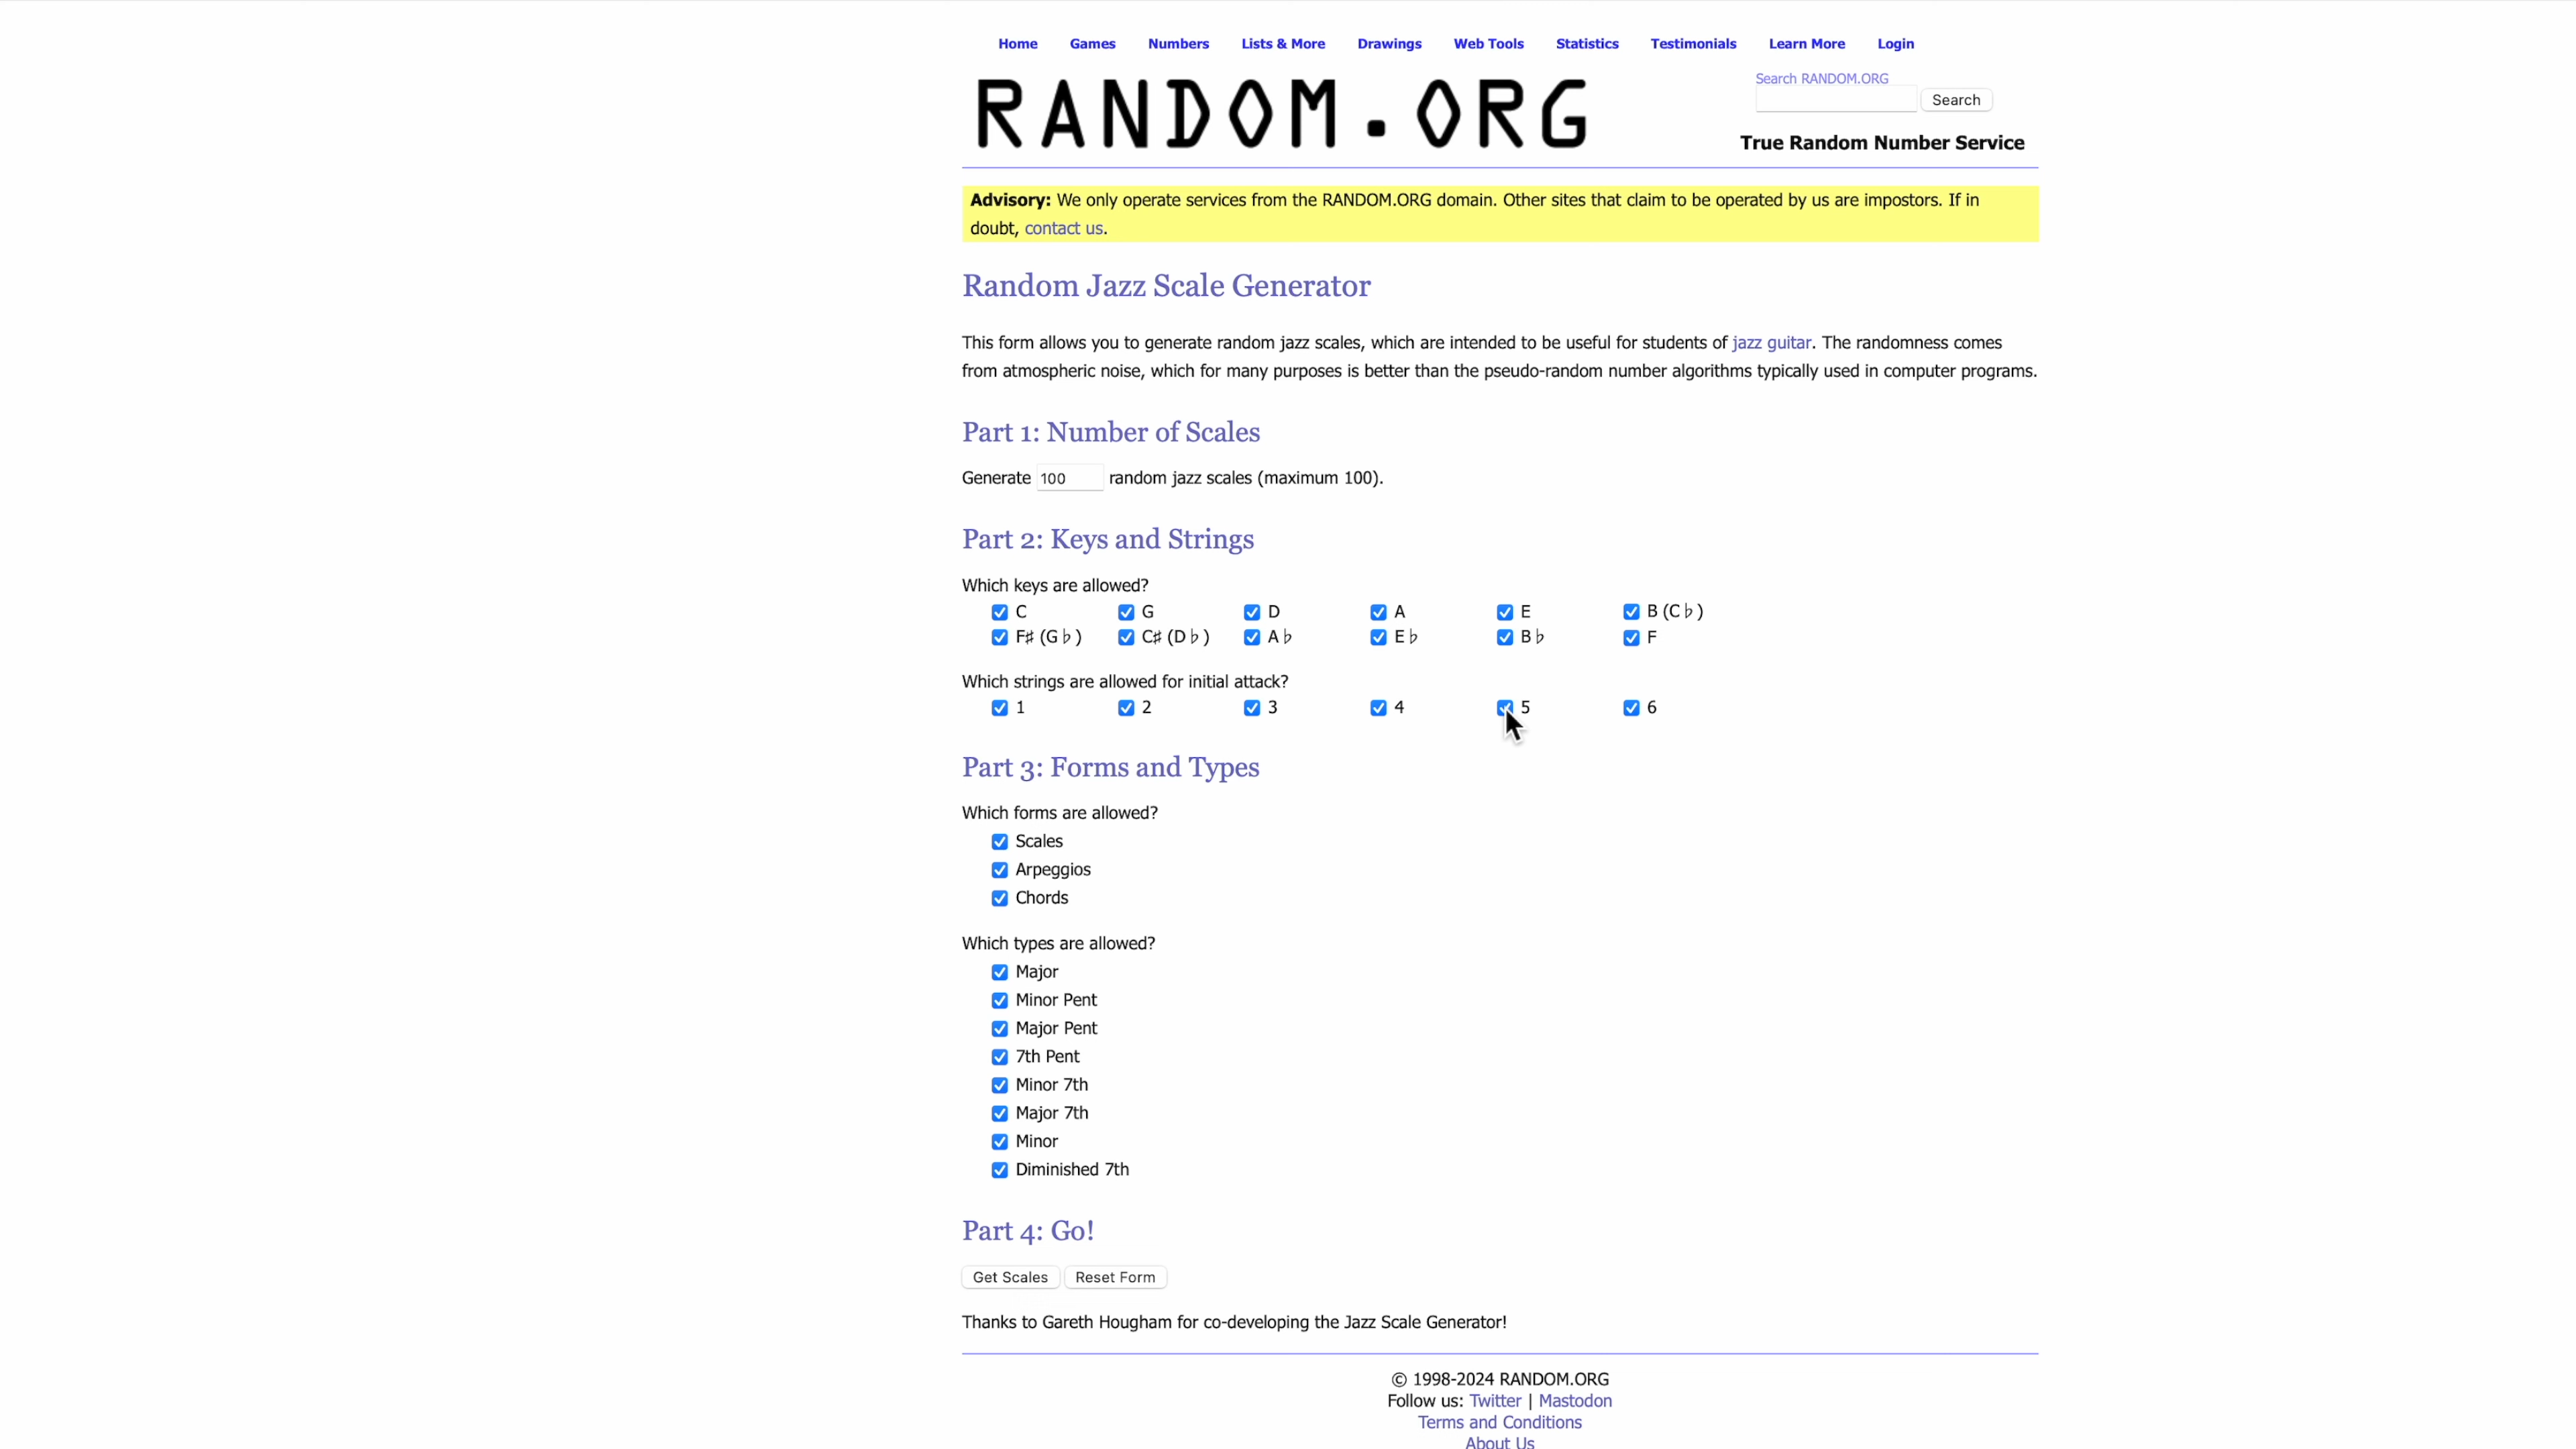 Home Games Numbers Lists & More Drawings Web Tools Statistics Testimonials Learn More Login
RANDOM.ORG
Search RANDOM.ORG
Search
True Random Number Service
Advisory: We only operate services from the RANDOM.ORG domain. Other sites that claim to be operated by us are impostors. If in
doubt, contact us.
Random Jazz Scale Generator
This form allows you to generate random jazz scales, which are intended to be useful for students of jazz guitar. The randomness comes
from atmospheric noise, which for many purposes is better than the pseudo-random number algorithms typically used in computer programs.
Part 1: Number of Scales
Generate 100 random jazz scales (maximum 100).
Part 2: Keys and Strings
Which keys are allowed?
C G D A E B (C♭)
F♯ (G♭) C♯ (D♭) A♭ E♭ B♭ F
Which strings are allowed for initial attack?
1 2 3 4 5 6
Part 3: Forms and Types
Which forms are allowed?
Scales
Arpeggios
Chords
Which types are allowed?
Major
Minor Pent
Major Pent
7th Pent
Minor 7th
Major 7th
Minor
Diminished 7th
Part 4: Go!
Get Scales Reset Form
Thanks to Gareth Hougham for co-developing the Jazz Scale Generator!
© 1998-2024 RANDOM.ORG
Follow us: Twitter | Mastodon
Terms and Conditions
About Us